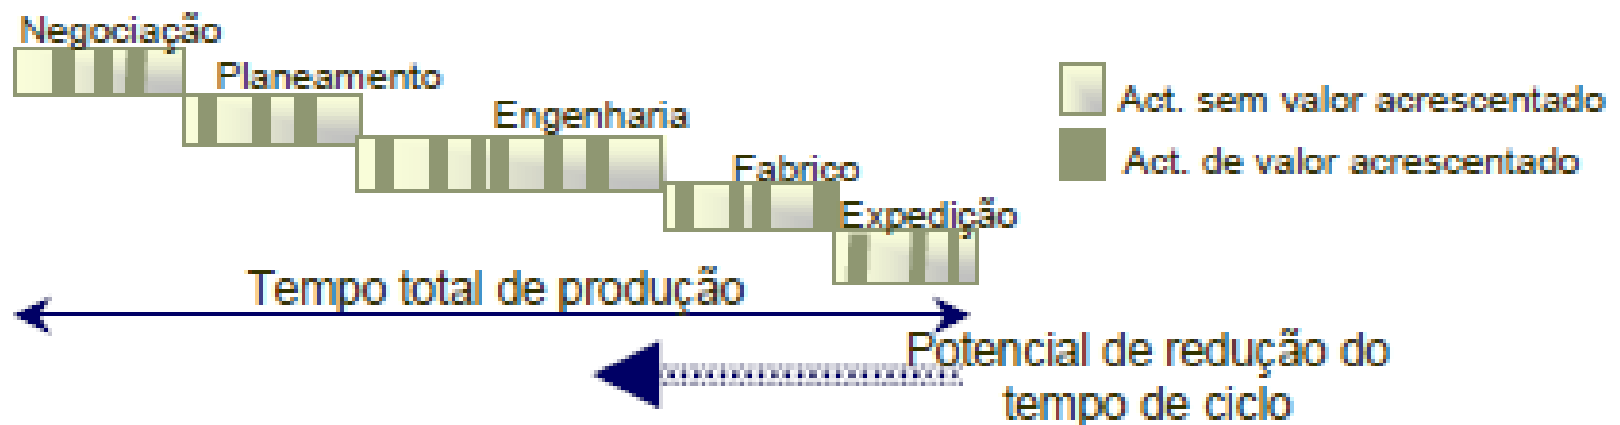 Negociação
Planeamento
Engenharia
Fabrico
Expedição
Act. sem valor acrescentado
Act. de valor acrescentado
Tempo total de produção
Potencial de redução do
tempo de ciclo